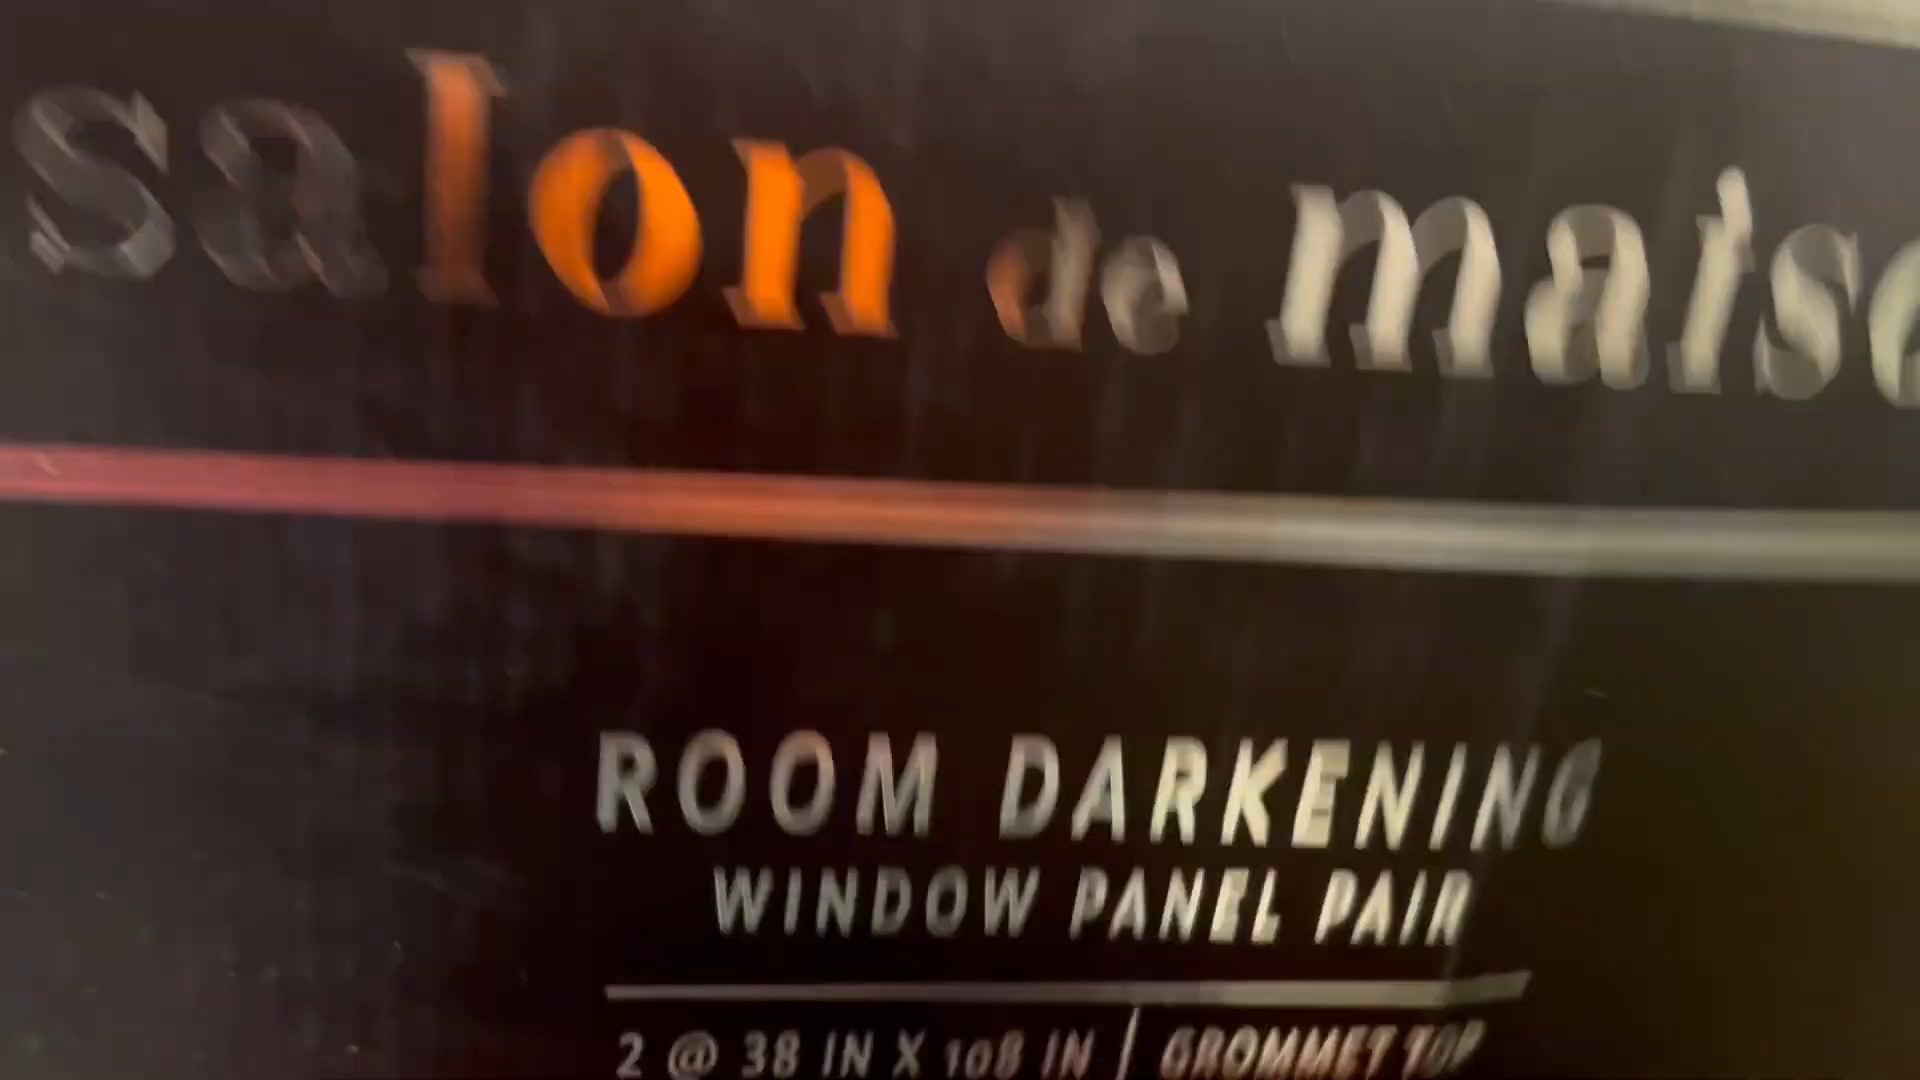 salon de maiso
ROOM DARKENING
WINDOW PANEL PAIR
2 @ 38 IN X 108 IN | GROMMET TOP